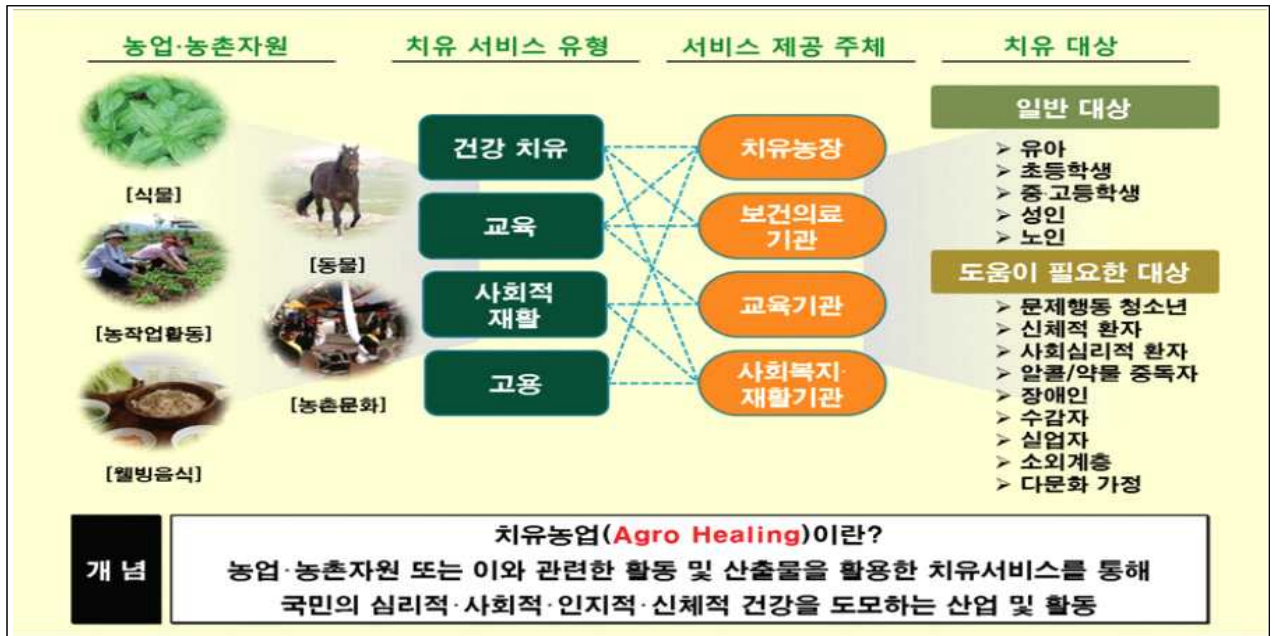 농업·농촌자원
치유 서비스 유형
서비스 제공 주체
치유 대상
[식물]
[동물]
[농작업활동]
[농촌문화]
[웰빙음식]
건강 치유
교육
사회적
재활
고용
치유농장
보건의료
기관
교육기관
사회복지·
재활기관
일반 대상
➢ 유아
➢ 초등학생
➢ 중·고등학생
➢ 성인
➢ 노인
도움이 필요한 대상
➢ 문제행동 청소년
➢ 신체적 환자
➢ 사회심리적 환자
➢ 알콜/약물 중독자
➢ 장애인
➢ 수감자
➢ 실업자
➢ 소외계층
➢ 다문화 가정
개 념
치유농업(Agro Healing)이란?
농업·농촌자원 또는 이와 관련한 활동 및 산출물을 활용한 치유서비스를 통해
국민의 심리적·사회적·인지적·신체적 건강을 도모하는 산업 및 활동